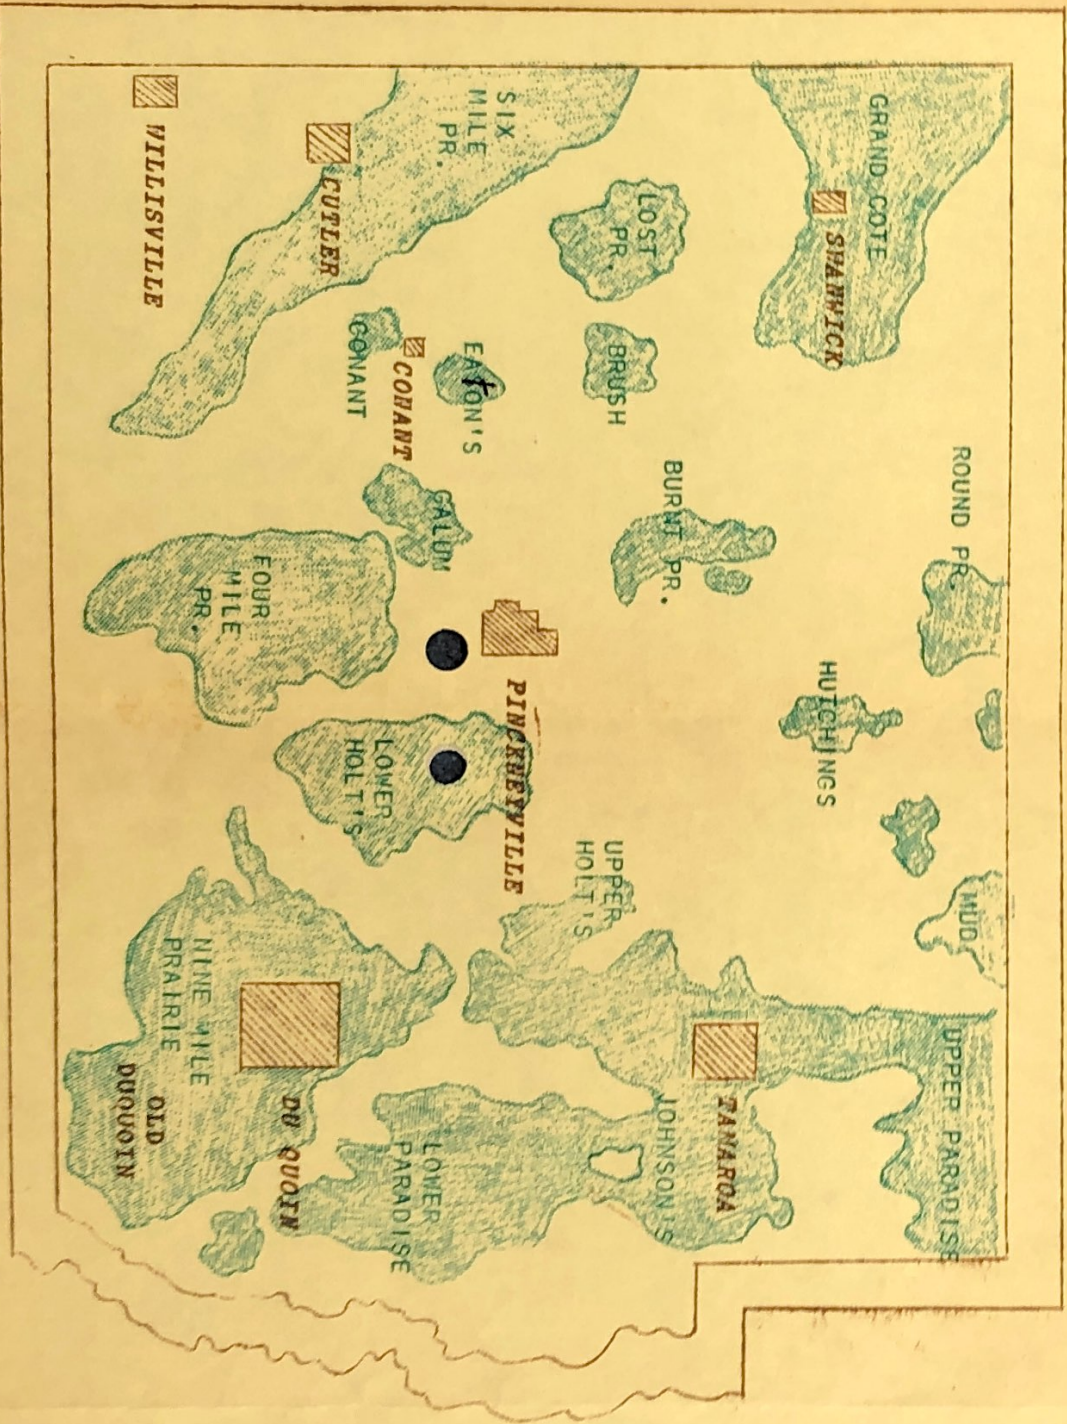 GRAND COTE
SWANWICK
ROUND PR.
HUTCHINGS
MUD
UPPER PARADISE
SIX
MILE
PR.
LOST
PR.
BRUSH
BURNT PR.
UPPER
HOLT'S
TAMAROA
JOHNSON'S
CUTLER
WILLISVILLE
EATON'S
CONANT
CONANT
GALUM
PINCKNEYVILLE
FOUR
MILE
PR.
LOWER
HOLT'S
LOWER
PARADISE
DU QUOIN
NINE MILE
PRAIRIE
OLD
DUQUOIN